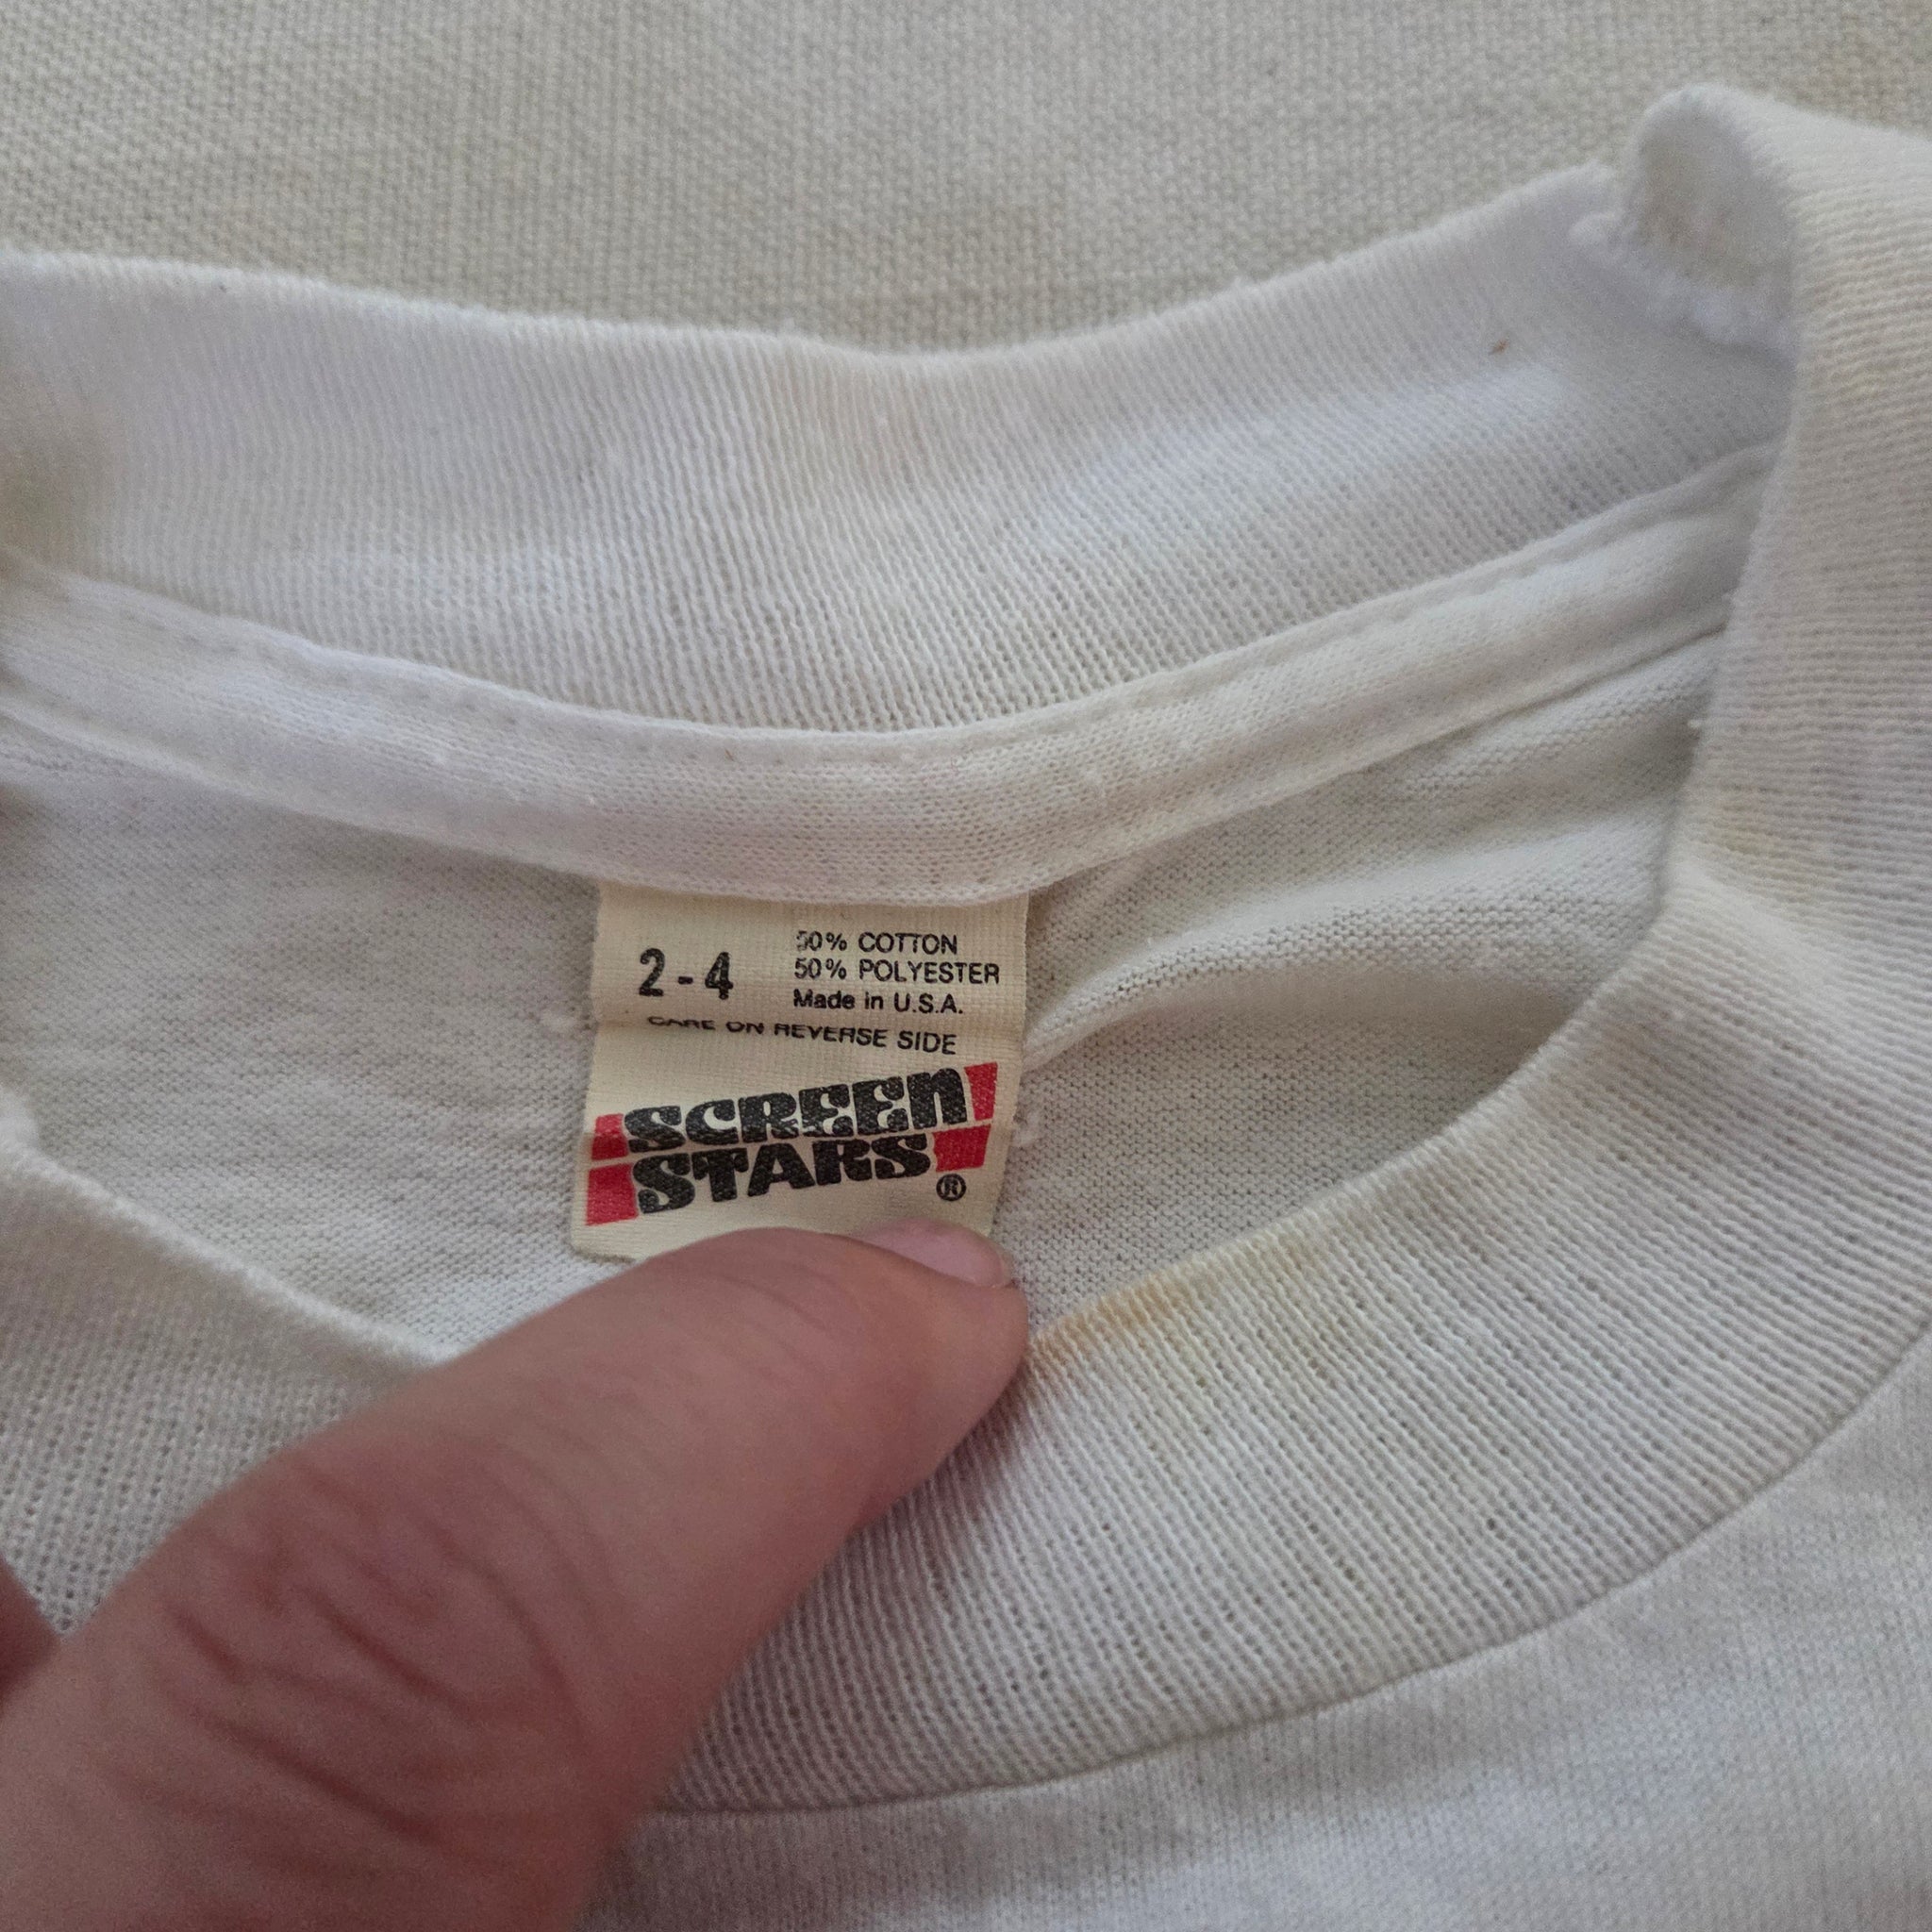 2-4
50% COTTON
50% POLYESTER
Made in U.S.A.
CARE ON REVERSE SIDE
SCREEN
STARS ®